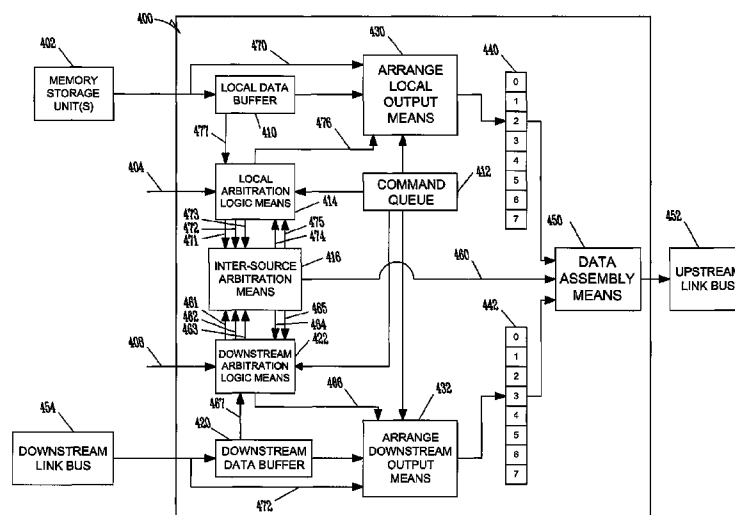 400
402
MEMORY
STORAGE
UNIT(S)
470
430
ARRANGE
LOCAL
OUTPUT
MEANS
440
0
1
2
3
4
5
6
7
LOCAL DATA
BUFFER
410
477
476
404
LOCAL
ARBITRATION
LOGIC MEANS
414
COMMAND
QUEUE
412
473
472
471
475
474
416
INTER-SOURCE
ARBITRATION
MEANS
460
450
DATA
ASSEMBLY
MEANS
452
UPSTREAM
LINK BUS
461
462
463
465
464
422
408
DOWNSTREAM
ARBITRATION
LOGIC MEANS
442
0
1
2
3
4
5
6
7
466
432
ARRANGE
DOWNSTREAM
OUTPUT
MEANS
454
DOWNSTREAM
LINK BUS
467
420
DOWNSTREAM
DATA BUFFER
472